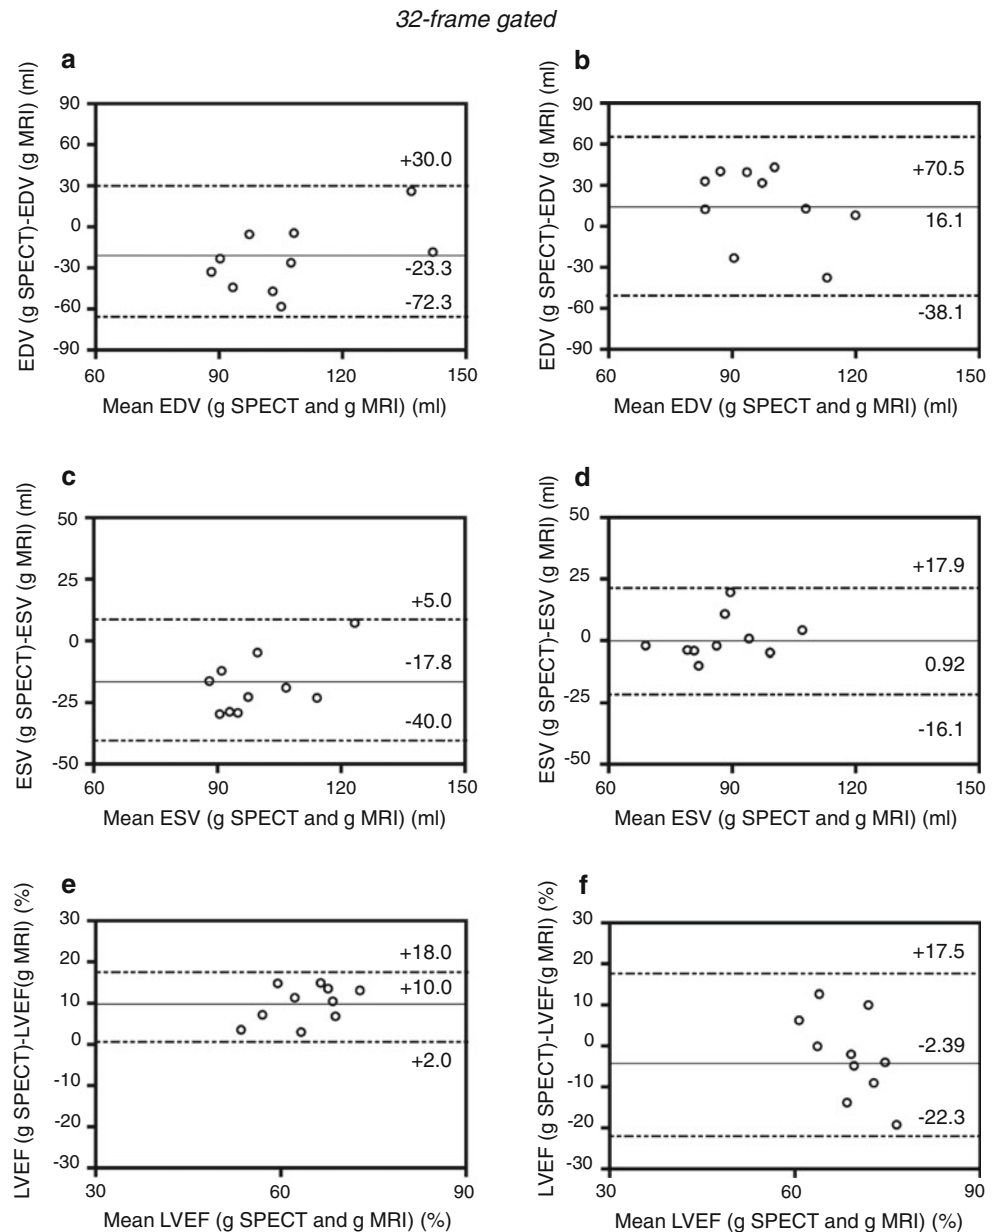 32-frame gated
a
EDV (g SPECT)-EDV (g MRI) (ml)
90
60
30
0
-30
-60
-90
+30.0
-23.3
-72.3
60 90 120 150
Mean EDV (g SPECT and g MRI) (ml)
b
EDV (g SPECT)-EDV (g MRI) (ml)
90
60
30
0
-30
-60
-90
+70.5
16.1
-38.1
60 90 120 150
Mean EDV (g SPECT and g MRI) (ml)
c
ESV (g SPECT)-ESV (g MRI) (ml)
50
25
0
-25
-50
+5.0
-17.8
-40.0
60 90 120 150
Mean ESV (g SPECT and g MRI) (ml)
d
ESV (g SPECT)-ESV (g MRI) (ml)
50
25
0
-25
-50
+17.9
0.92
-16.1
60 90 120 150
Mean ESV (g SPECT and g MRI) (ml)
e
LVEF (g SPECT)-LVEF(g MRI) (%)
30
20
10
0
-10
-20
-30
+18.0
+10.0
+2.0
30 60 90
Mean LVEF (g SPECT and g MRI) (%)
f
LVEF (g SPECT)-LVEF(g MRI) (%)
30
20
10
0
-10
-20
-30
+17.5
-2.39
-22.3
30 60 90
Mean LVEF (g SPECT and g MRI) (%)